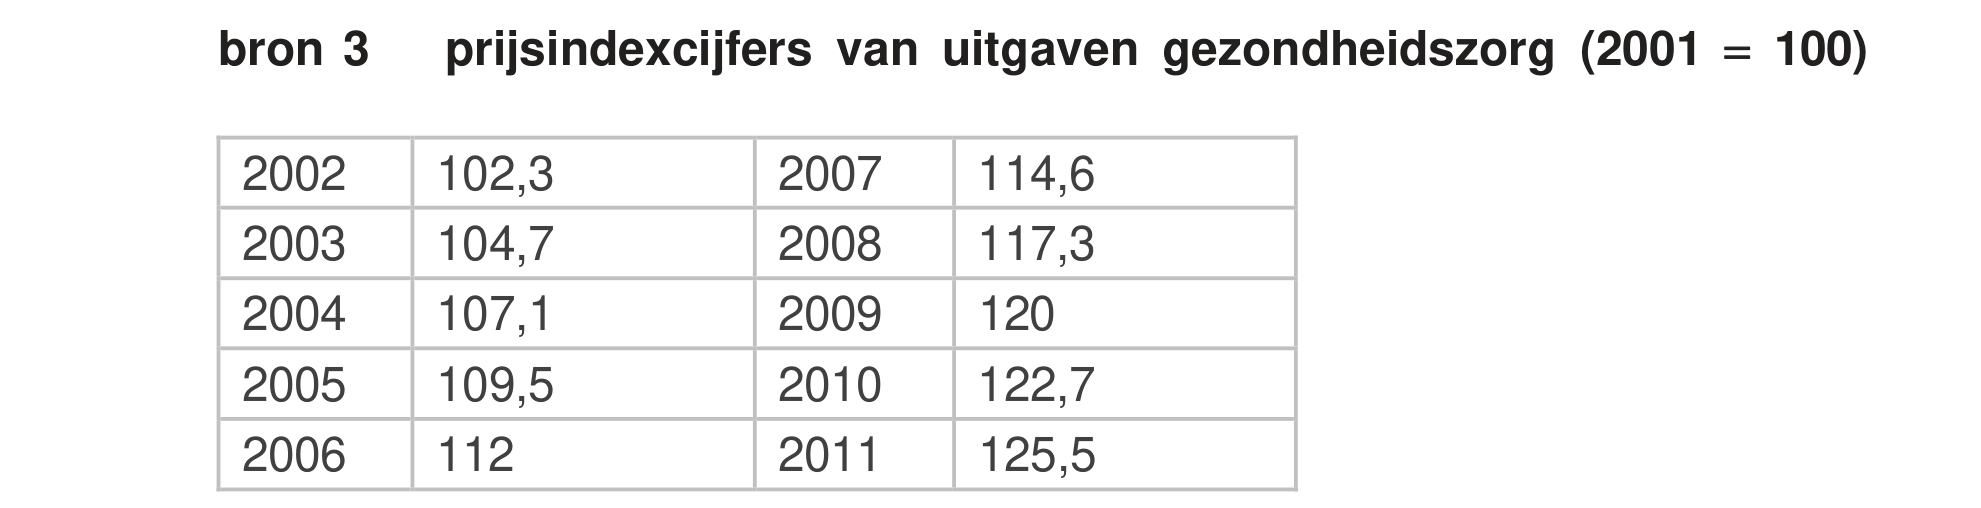 bron 3 prijsindexcijfers van uitgaven gezondheidszorg (2001 = 100)
2002 102,3 2007 114,6
2003 104,7 2008 117,3
2004 107,1 2009 120
2005 109,5 2010 122,7
2006 112 2011 125,5